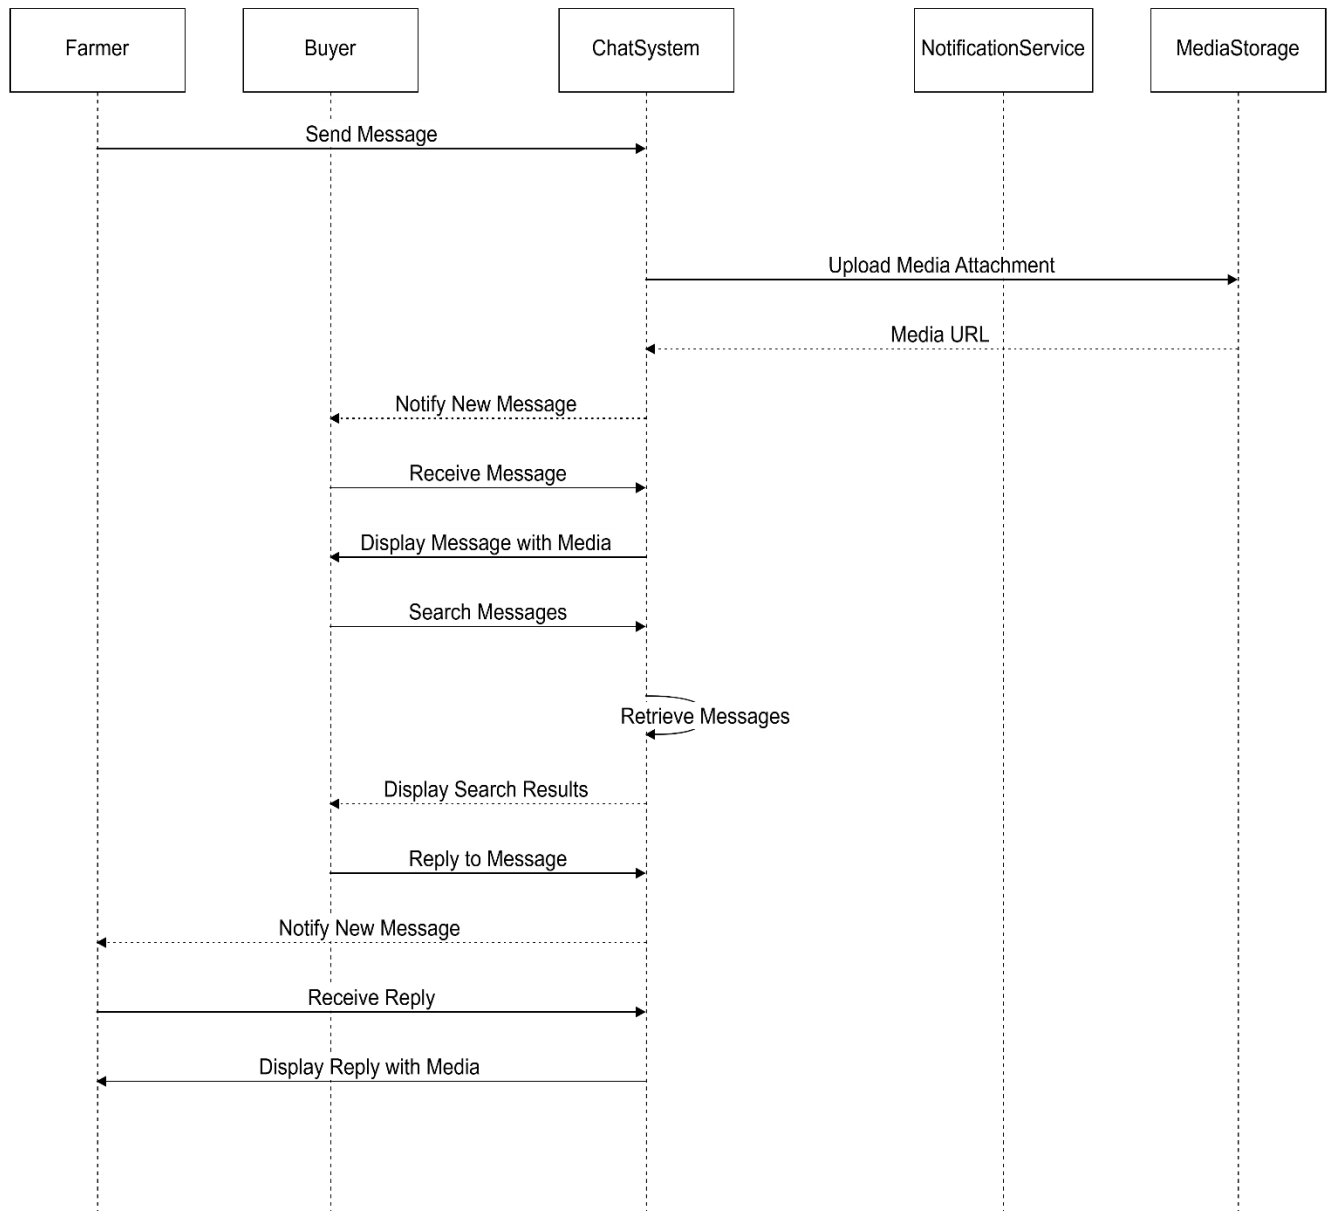 Farmer
Buyer
ChatSystem
NotificationService
MediaStorage
Send Message
Upload Media Attachment
Media URL
Notify New Message
Receive Message
Display Message with Media
Search Messages
Retrieve Messages
Display Search Results
Reply to Message
Notify New Message
Receive Reply
Display Reply with Media